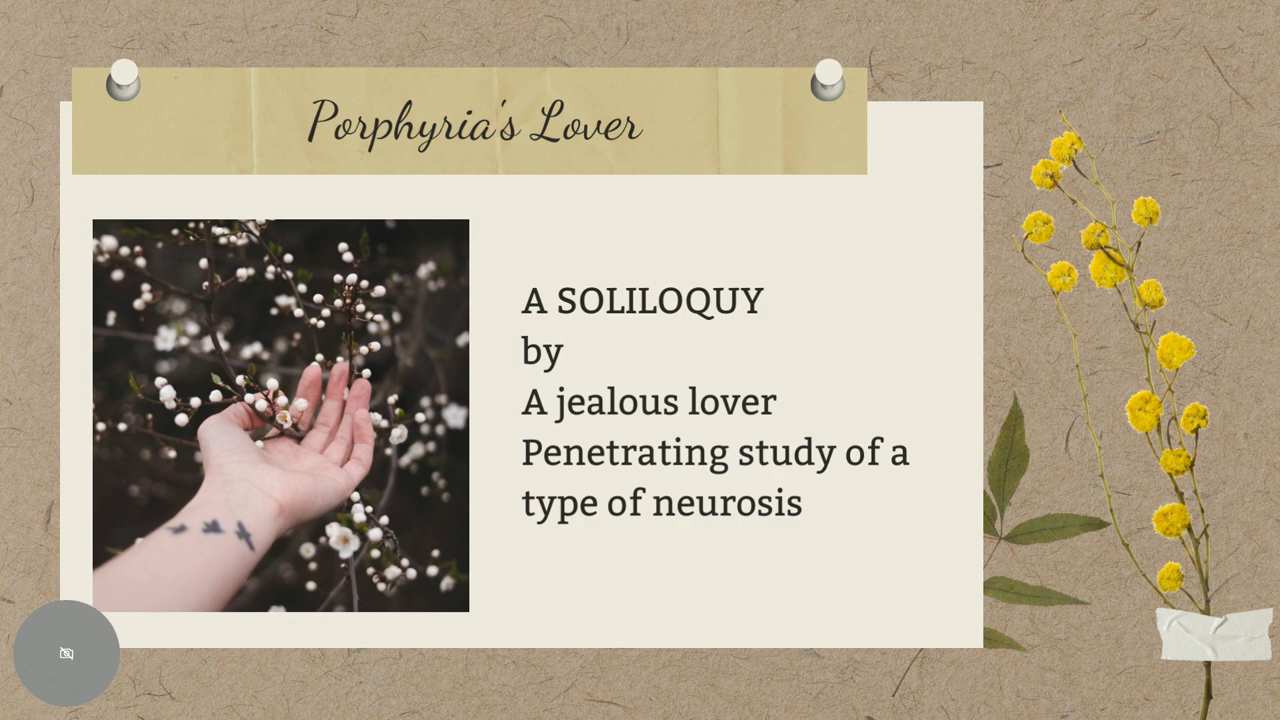 Porphyria's Lover
A SOLILOQUY
by
A jealous lover
Penetrating study of a
type of neurosis